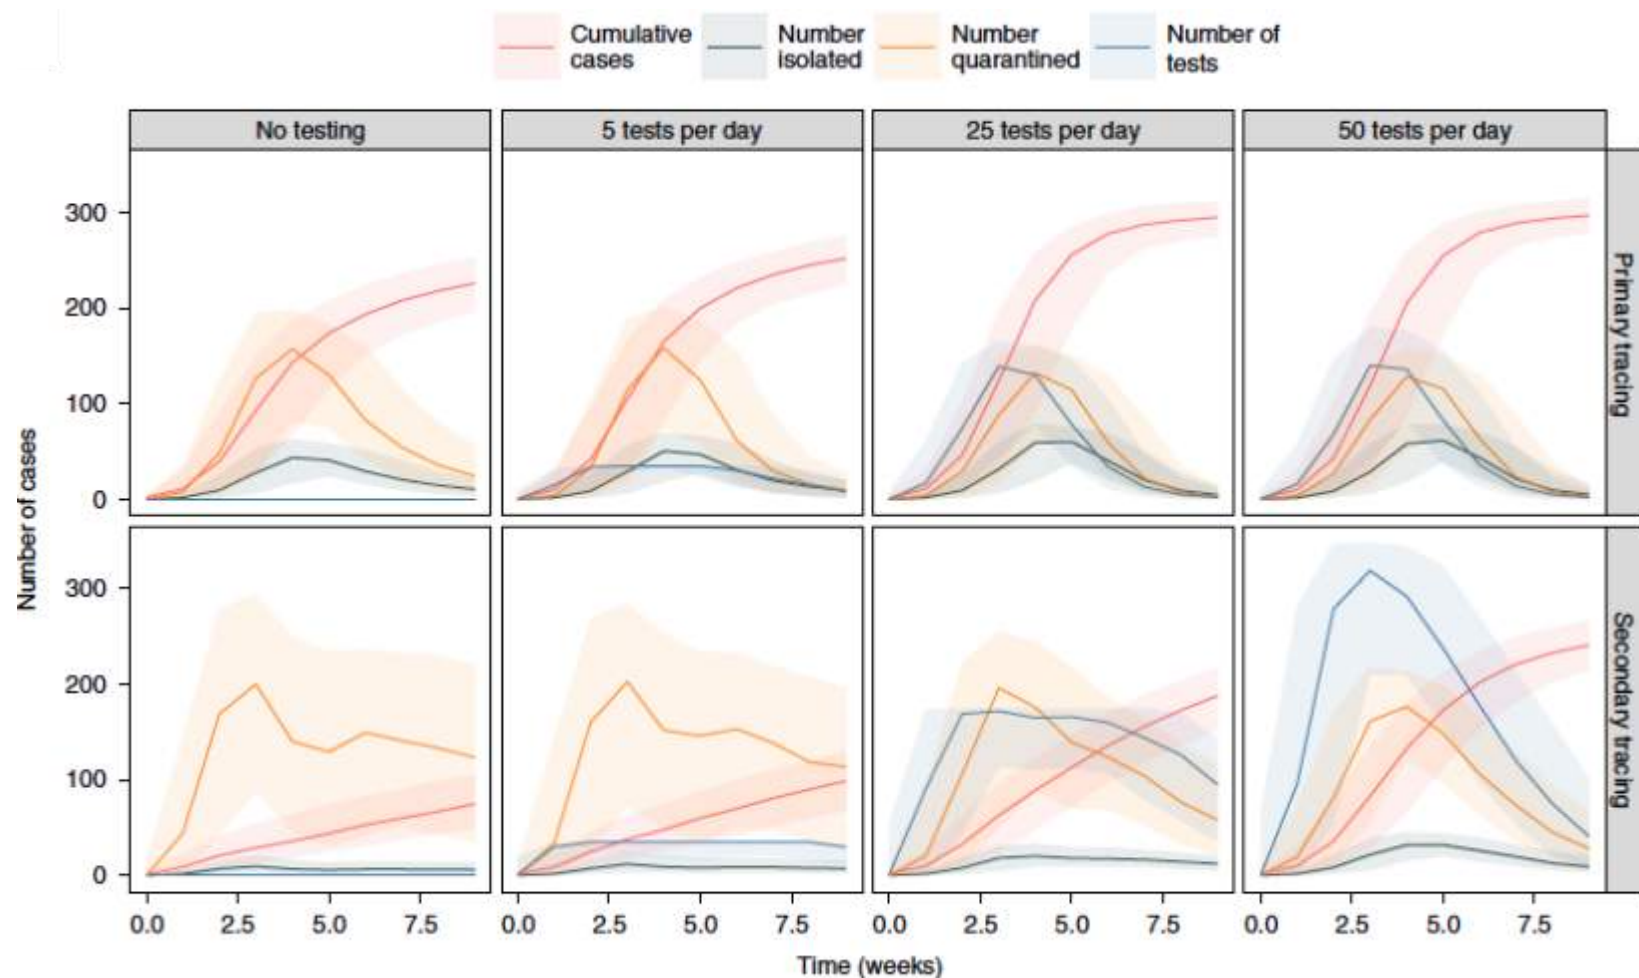 Cumulative cases
Number isolated
Number quarantined
Number of tests
No testing
5 tests per day
25 tests per day
50 tests per day
300
200
100
0
Primary tracing
Number of cases
300
200
100
0
Secondary tracing
0.0 2.5 5.0 7.5
0.0 2.5 5.0 7.5
0.0 2.5 5.0 7.5
0.0 2.5 5.0 7.5
Time (weeks)